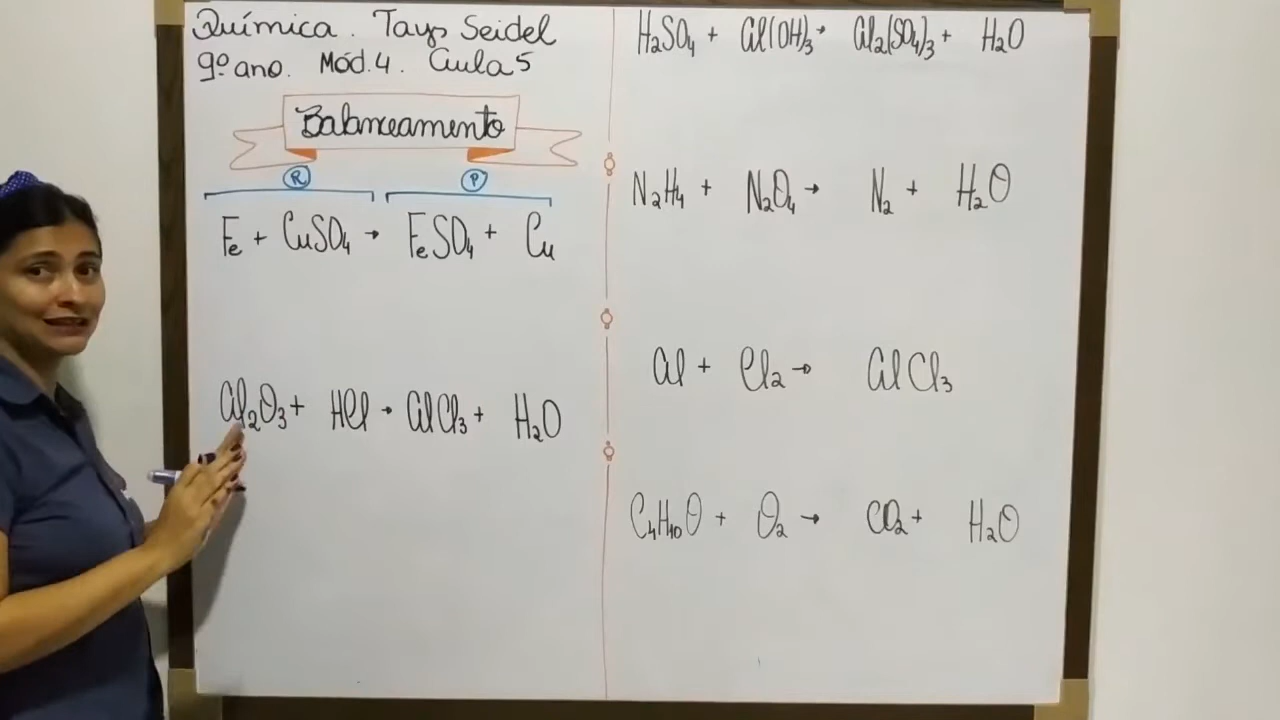 Química. Tays Seidel
9º ano. Mód. 4. Aula 5
Balanceamento
R P
Fe + CuSO₄ → FeSO₄ + Cu
Al₂O₃ + HCl → AlCl₃ + H₂O
H₂SO₄ + Al(OH)₃ → Al₂(SO₄)₃ + H₂O
N₂H₄ + N₂O₄ → N₂ + H₂O
Al + Cl₂ → AlCl₃
C₄H₁₀O + O₂ → CO₂ + H₂O